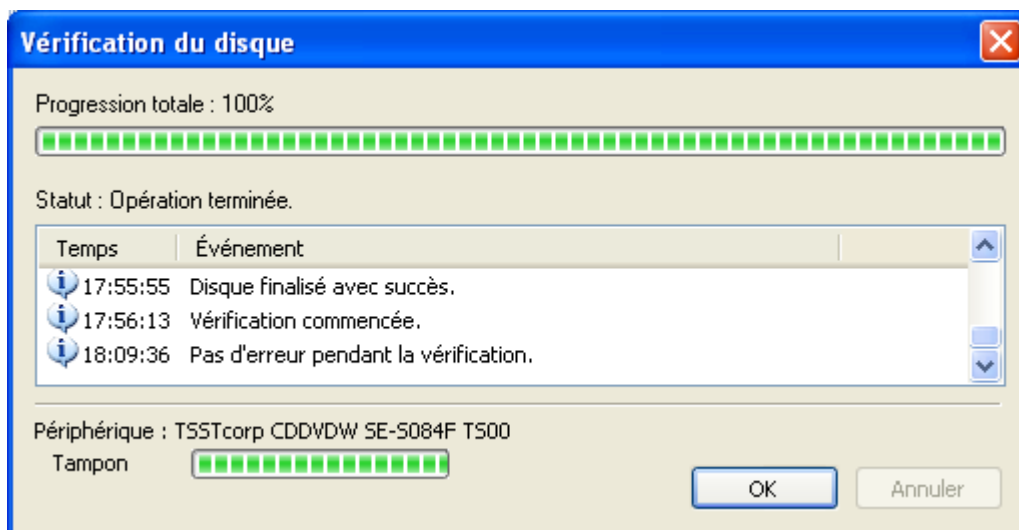 Vérification du disque
Progression totale : 100%
Statut : Opération terminée.
Temps Événement
17:55:55 Disque finalisé avec succès.
17:56:13 Vérification commencée.
18:09:36 Pas d'erreur pendant la vérification.
Périphérique : TSSTcorp CDDVDW SE-S084F TS00
Tampon
OK Annuler